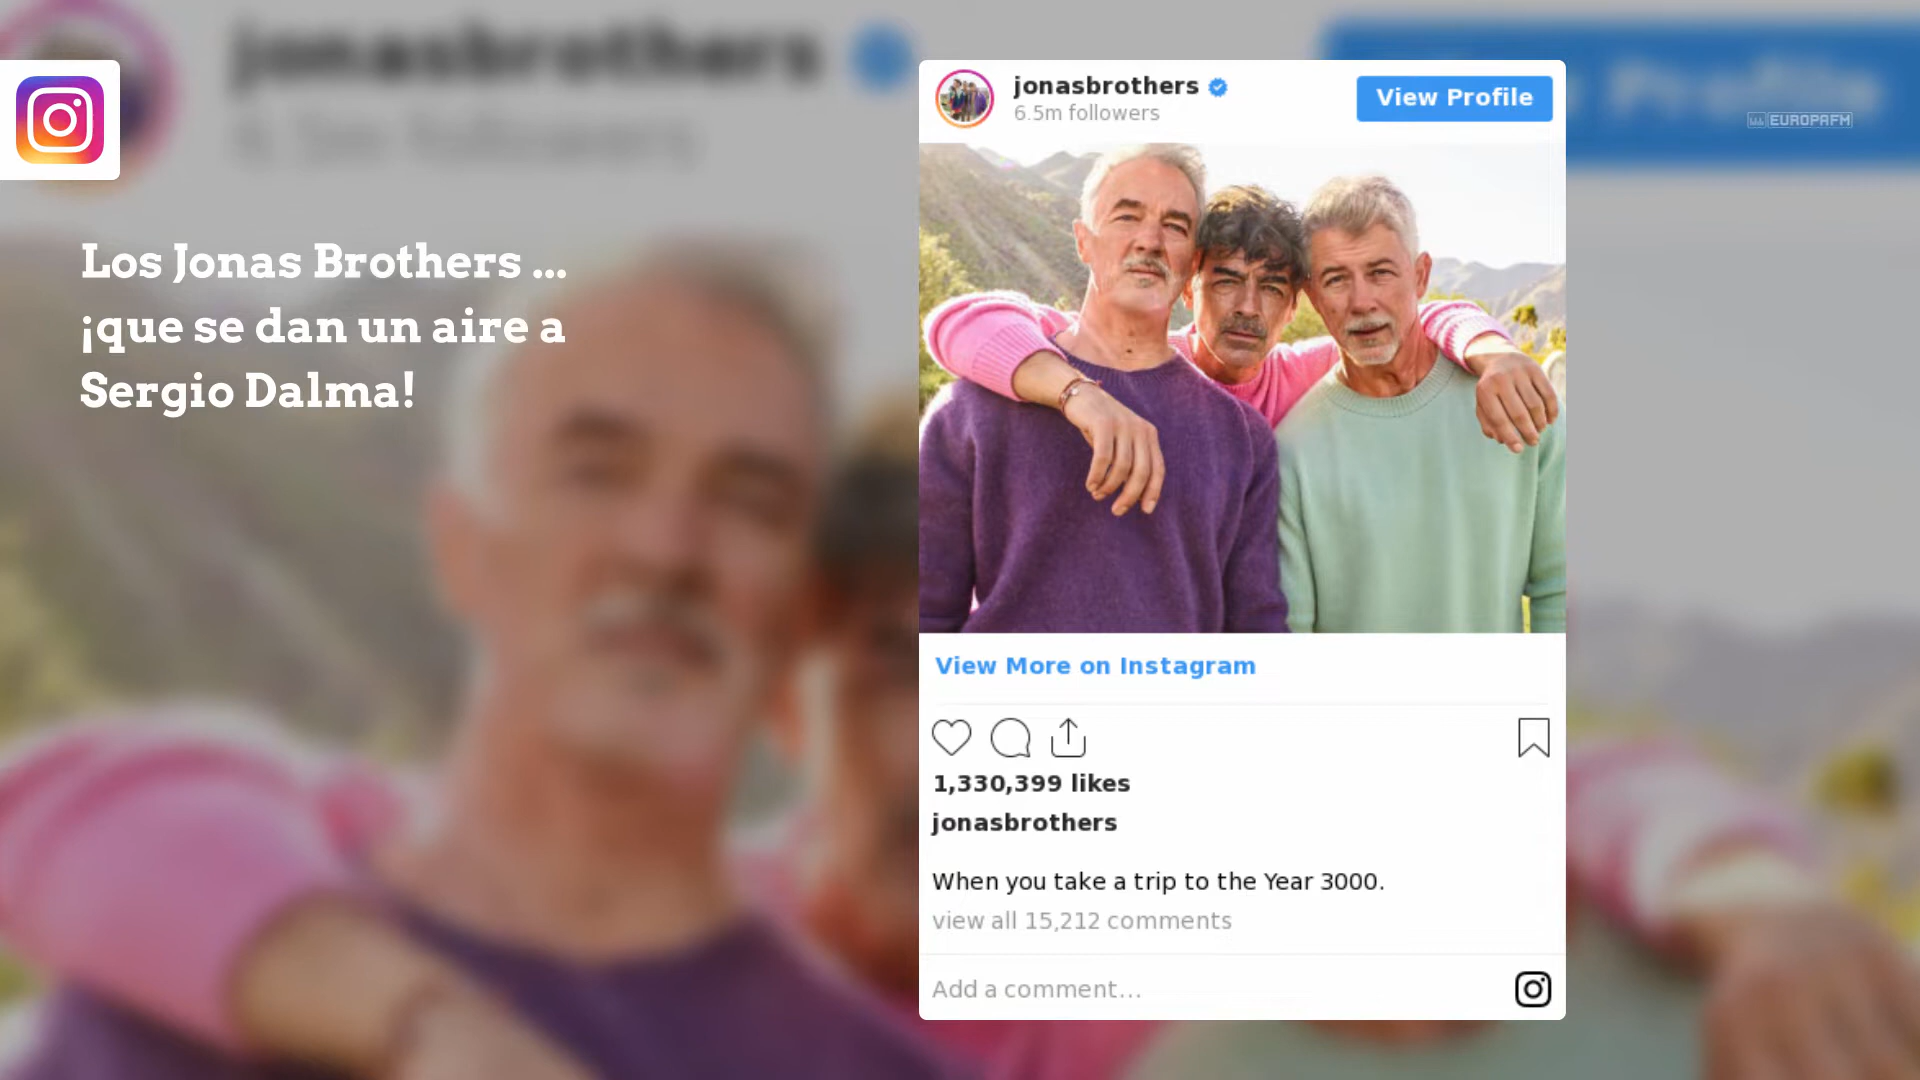 Los Jonas Brothers ...
¡que se dan un aire a
Sergio Dalma!
jonasbrothers
6.5m followers
View Profile
EUROPAFM
View More on Instagram
1,330,399 likes
jonasbrothers
When you take a trip to the Year 3000.
view all 15,212 comments
Add a comment...
jonasbrothers